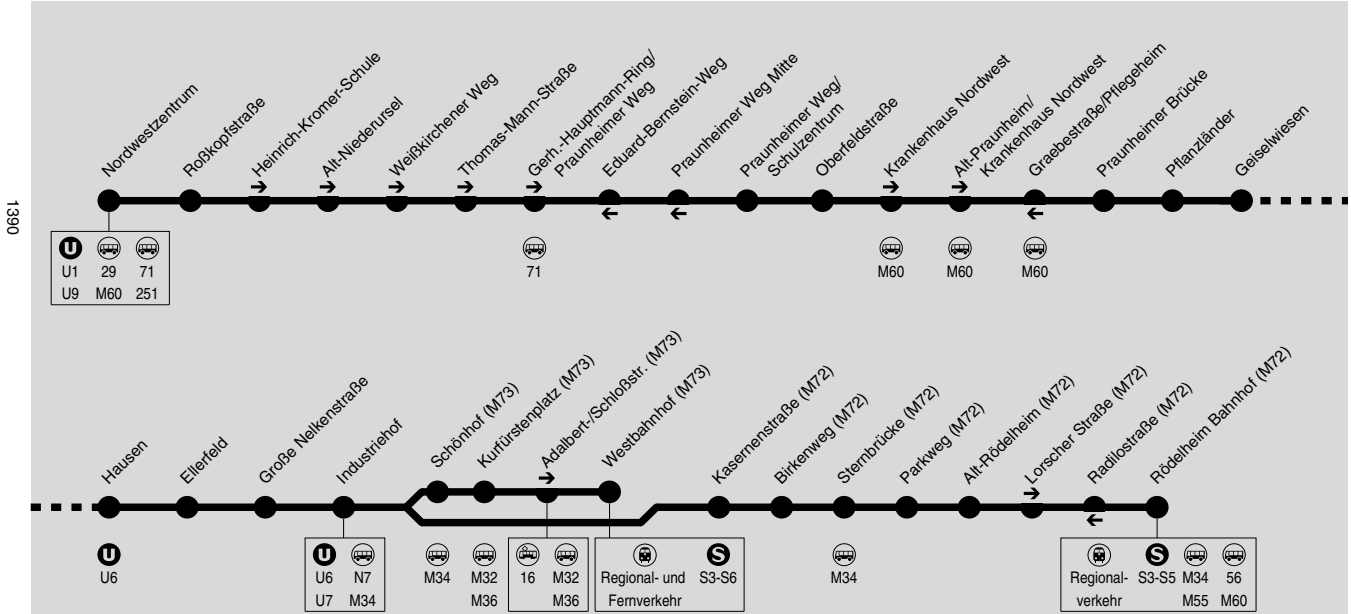 1390
Nordwestzentrum
Roßkopfstraße
Heinrich-Kromer-Schule
Alt-Niederursel
Weißkirchener Weg
Thomas-Mann-Straße
Gerh.-Hauptmann-Ring/
Praunheimer Weg
Eduard-Bernstein-Weg
Praunheimer Weg Mitte
Praunheimer Weg/
Schulzentrum
Oberfeldstraße
Krankenhaus Nordwest
Alt-Praunheim/
Krankenhaus Nordwest
Graebestraße/Pflegeheim
Praunheimer Brücke
Pflanzländer
Geiselwiesen
U
U1 29 71
U9 M60 251
71
M60
M60
M60
Hausen
Ellerfeld
Große Nelkenstraße
Industriehof
Schönhof (M73)
Kurfürstenplatz (M73)
Adalbert-/Schloßstr. (M73)
Westbahnhof (M73)
Kasernenstraße (M72)
Birkenweg (M72)
Sternbrücke (M72)
Parkweg (M72)
Alt-Rödelheim (M72)
Lorscher Straße (M72)
Radilostraße (M72)
Rödelheim Bahnhof (M72)
U
U6
U
U6 N7
U7 M34
M34
M32
M36
16 M32
M36
S
Regional- und S3-S6
Fernverkehr
M34
S
Regional- S3-S5 M34 56
verkehr M55 M60